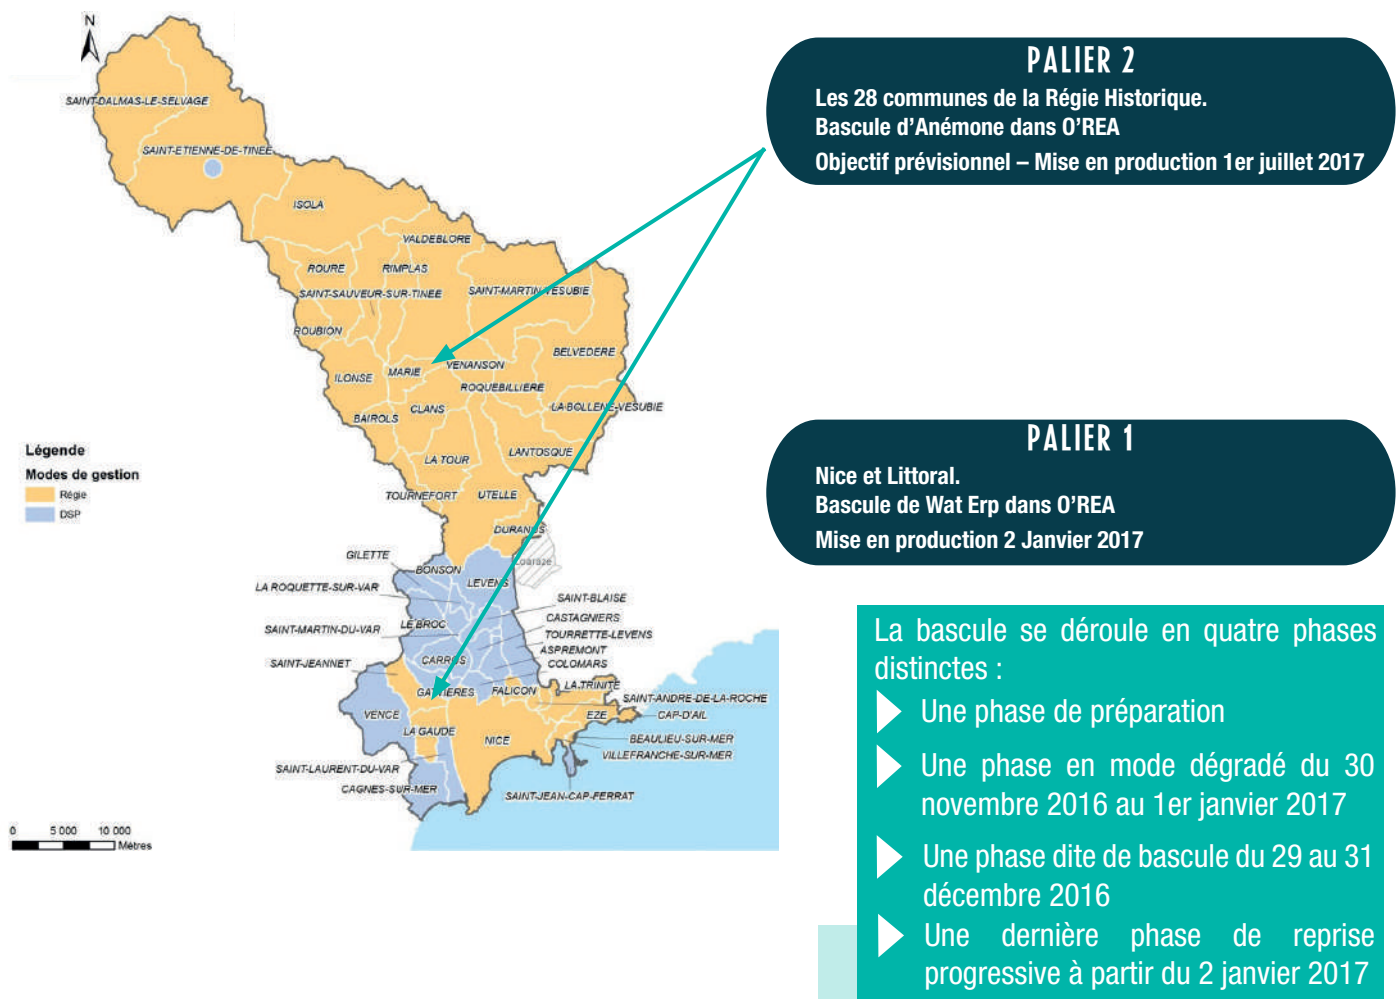 N
SAINT-DALMAS-LE-SELVAGE
SAINT-ETIENNE-DE-TINEE
ISOLA
VALDEBLORE
ROURE
RIMPLAS
SAINT-SAUVEUR-SUR-TINEE
SAINT-MARTIN-VESUBIE
ROUBION
BELVEDERE
VENANSON
MARIE
ILONSE
ROQUEBILLIERE
LA BOLLENE-VESUBIE
CLANS
BAIROLS
LANTOSQUE
LA TOUR
TOURNEFORT
UTELLE
DURANUS
Coaraze
GILETTE
BONSON
LEVENS
LA ROQUETTE-SUR-VAR
SAINT-BLAISE
LE BROC
CASTAGNIERS
SAINT-MARTIN-DU-VAR
TOURRETTE-LEVENS
ASPREMONT
CARROS
COLOMARS
SAINT-JEANNET
GATTIERES
FALICON
LA TRINITE
SAINT-ANDRE-DE-LA-ROCHE
VENCE
EZE
CAP-D'AIL
LA GAUDE
NICE
BEAULIEU-SUR-MER
VILLEFRANCHE-SUR-MER
SAINT-LAURENT-DU-VAR
CAGNES-SUR-MER
SAINT-JEAN-CAP-FERRAT
Légende
Modes de gestion
Régie
DSP
0 5 000 10 000
Mètres
PALIER 2
Les 28 communes de la Régie Historique.
Bascule d'Anémone dans O'REA
Objectif prévisionnel – Mise en production 1er juillet 2017
PALIER 1
Nice et Littoral.
Bascule de Wat Erp dans O'REA
Mise en production 2 Janvier 2017
La bascule se déroule en quatre phases
distinctes :
Une phase de préparation
Une phase en mode dégradé du 30
novembre 2016 au 1er janvier 2017
Une phase dite de bascule du 29 au 31
décembre 2016
Une dernière phase de reprise
progressive à partir du 2 janvier 2017